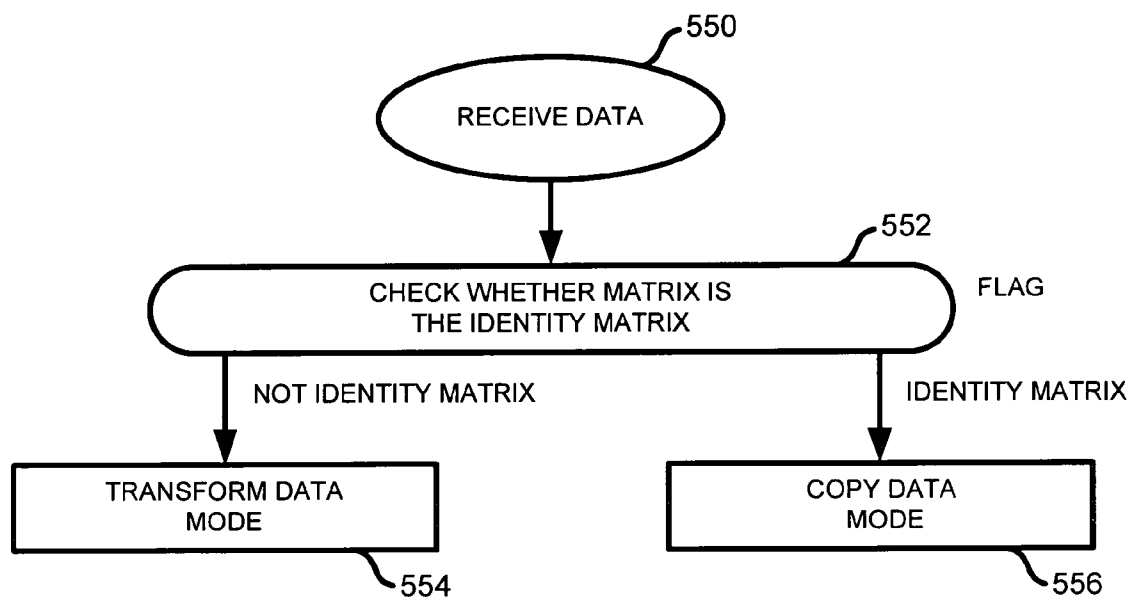 550
RECEIVE DATA
552
CHECK WHETHER MATRIX IS
THE IDENTITY MATRIX
FLAG
NOT IDENTITY MATRIX
IDENTITY MATRIX
TRANSFORM DATA
MODE
COPY DATA
MODE
554
556